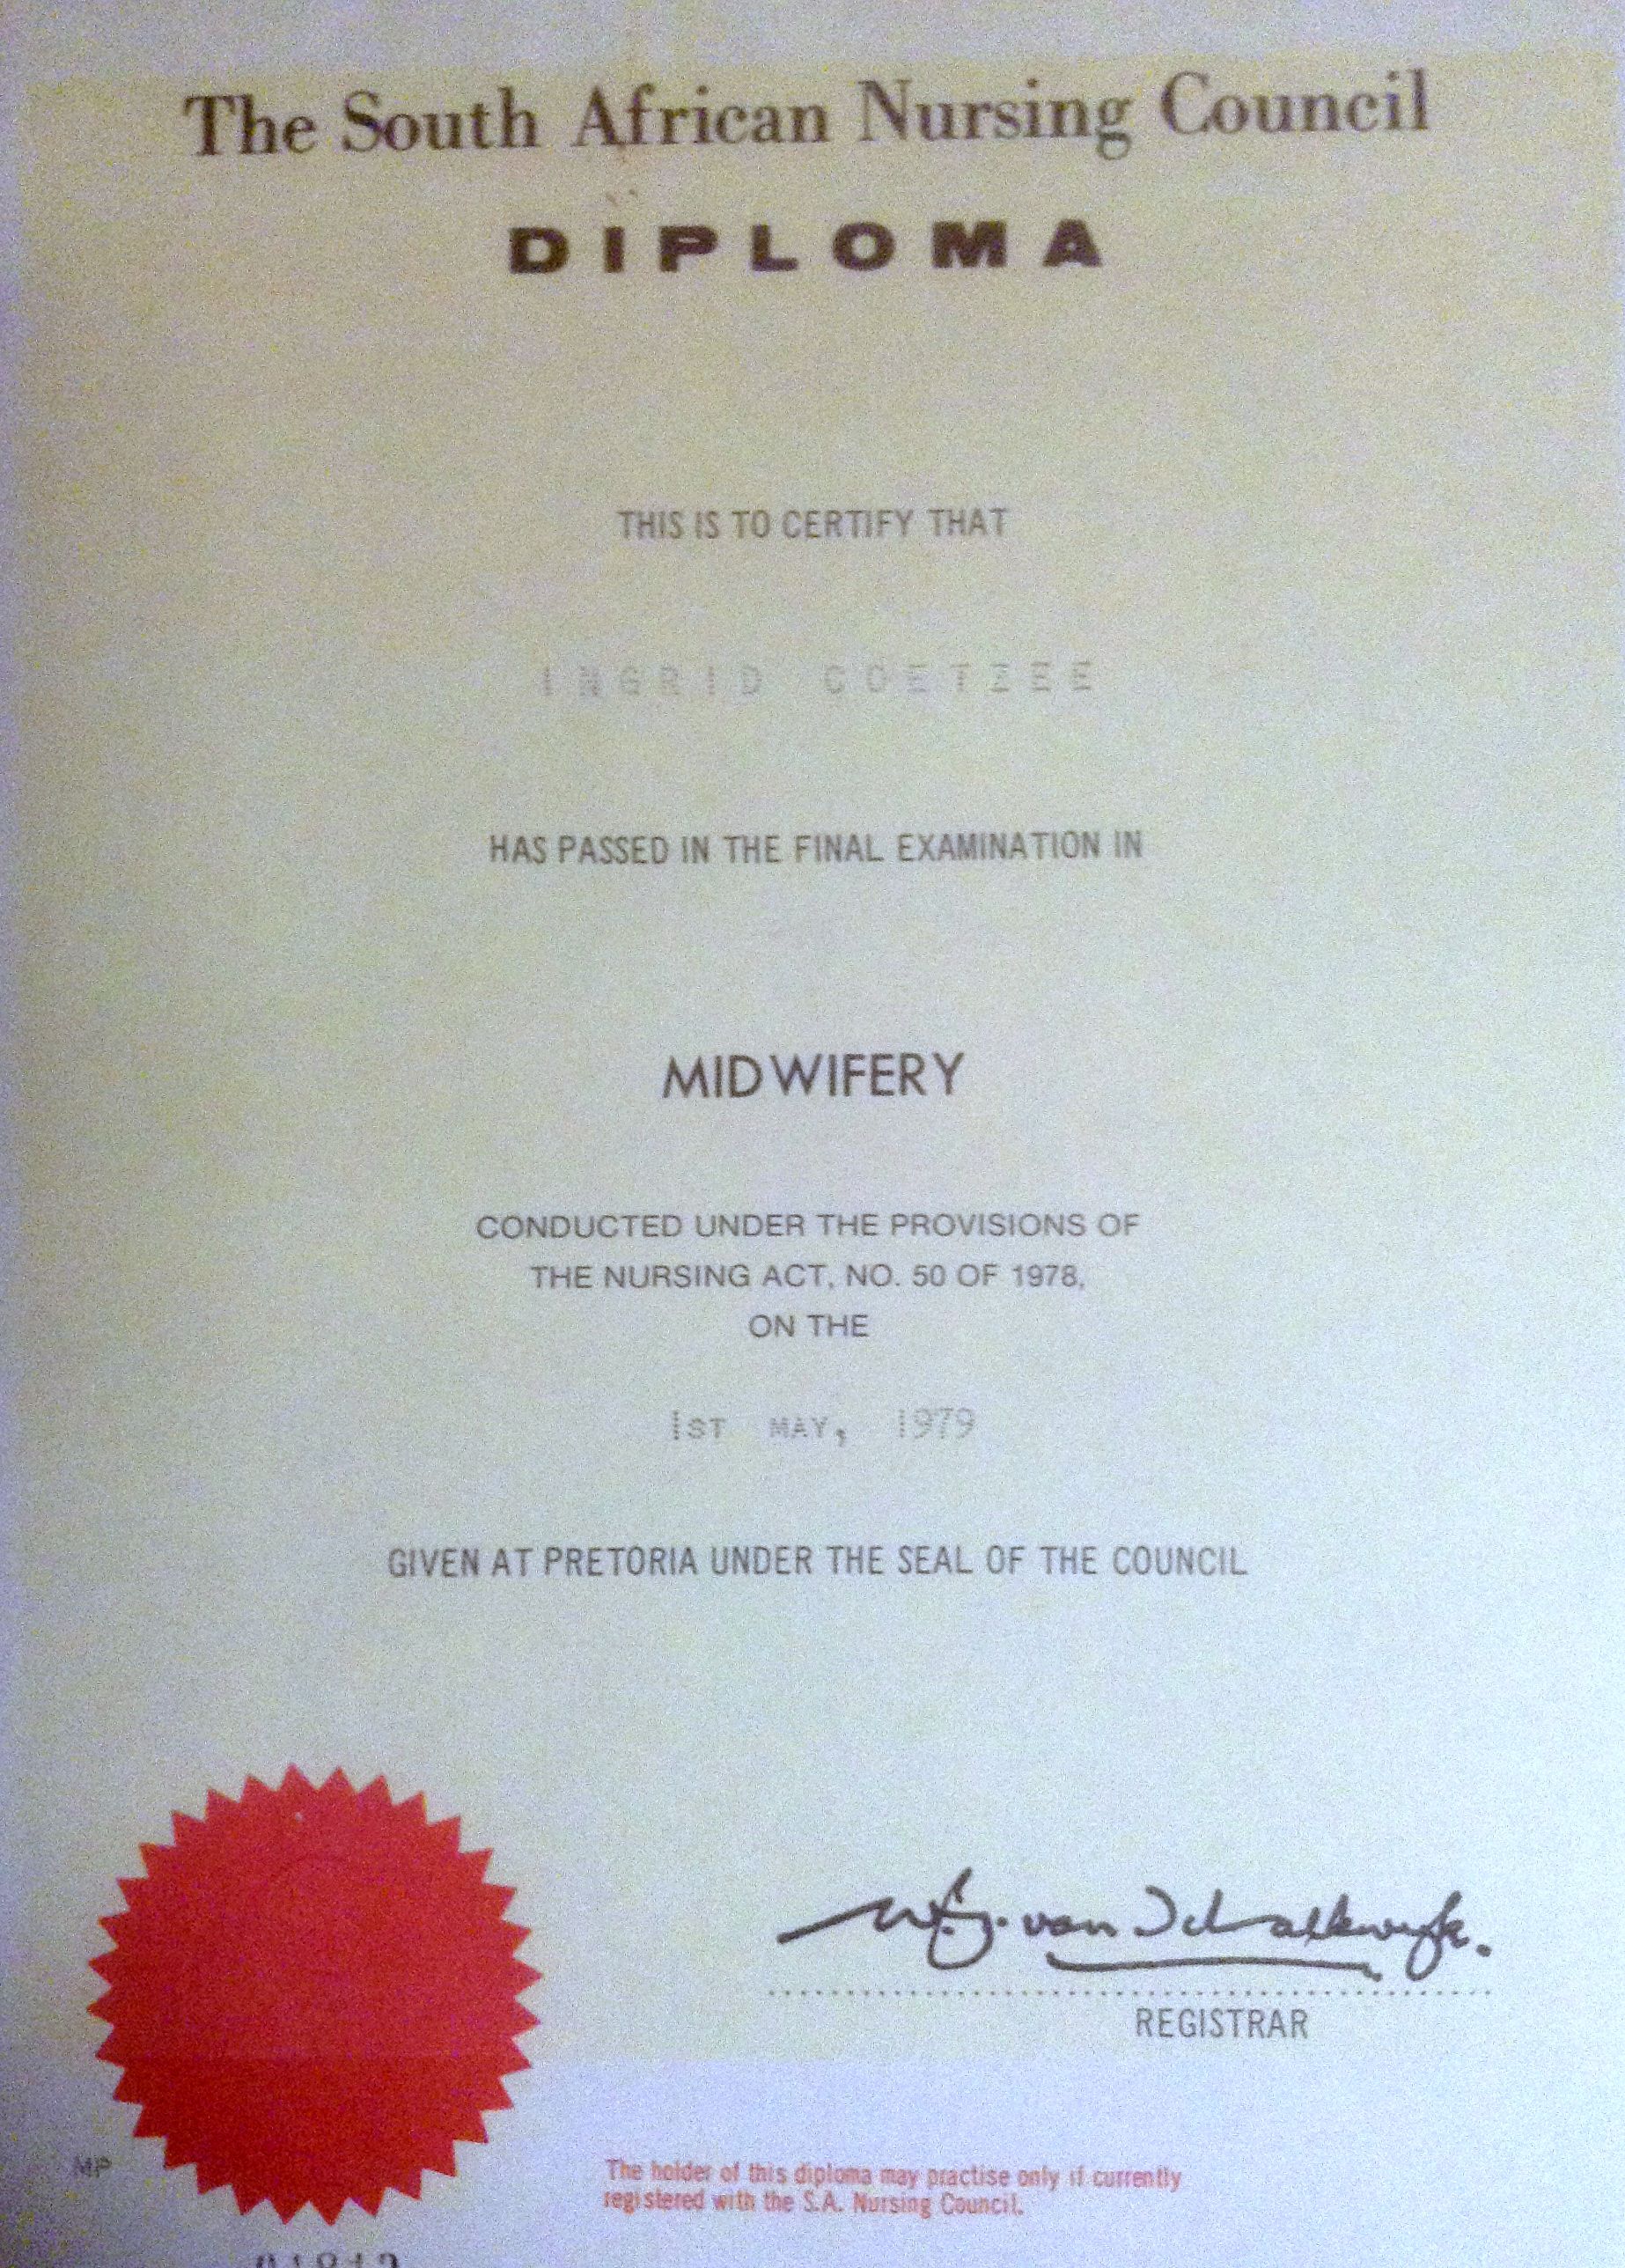 The South African Nursing Council
DIPLOMA
THIS IS TO CERTIFY THAT
INGRID COETZEE
HAS PASSED IN THE FINAL EXAMINATION IN
MIDWIFERY
CONDUCTED UNDER THE PROVISIONS OF
THE NURSING ACT, NO. 50 OF 1978,
ON THE
1ST MAY, 1979
GIVEN AT PRETORIA UNDER THE SEAL OF THE COUNCIL
van Schalkwyk.
REGISTRAR
MP
The holder of this diploma may practise only if currently
registered with the S.A. Nursing Council.